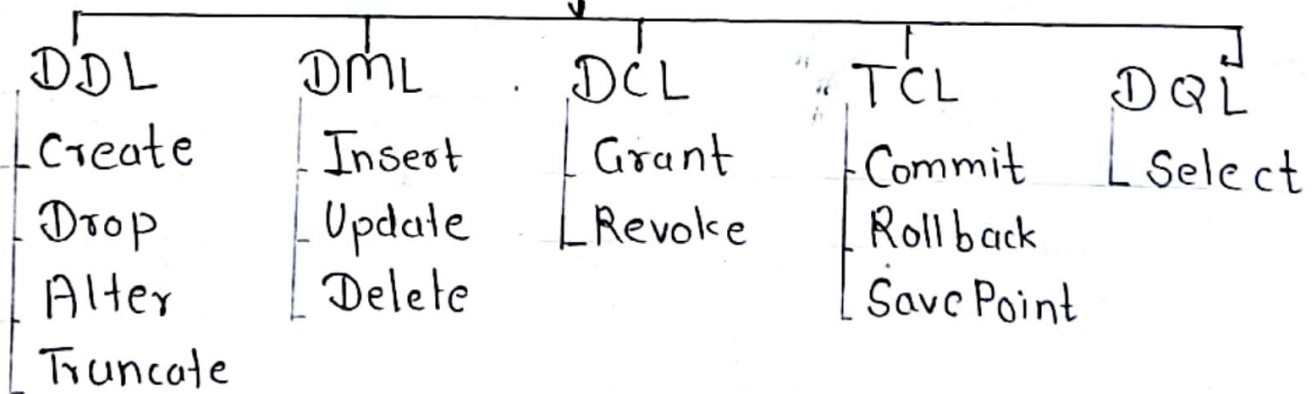 DDL DML DCL TCL DQL
Create Insert Grant Commit Select
Drop Update Revoke Rollback
Alter Delete SavePoint
Truncate